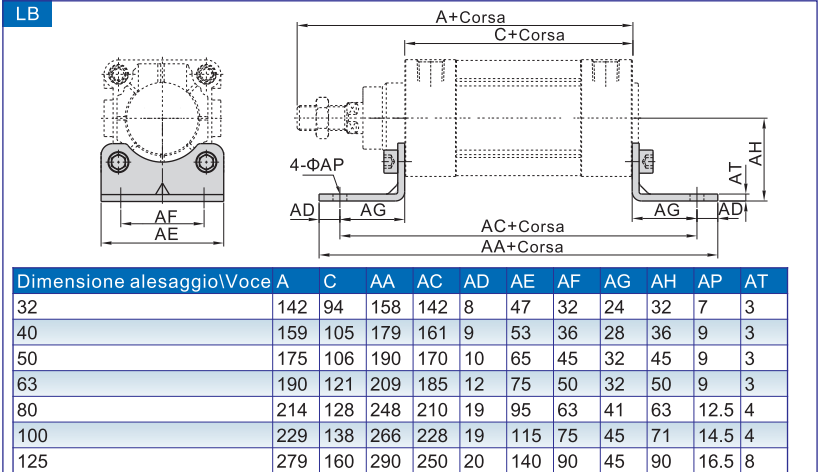 LB
A+Corsa
C+Corsa
4-ΦAP
AH
AT
AD
AG
AG
AD
AF
AE
AC+Corsa
AA+Corsa
Dimensione alesaggio\Voce A C AA AC AD AE AF AG AH AP AT
32 142 94 158 142 8 47 32 24 32 7 3
40 159 105 179 161 9 53 36 28 36 9 3
50 175 106 190 170 10 65 45 32 45 9 3
63 190 121 209 185 12 75 50 32 50 9 3
80 214 128 248 210 19 95 63 41 63 12.5 4
100 229 138 266 228 19 115 75 45 71 14.5 4
125 279 160 290 250 20 140 90 45 90 16.5 8